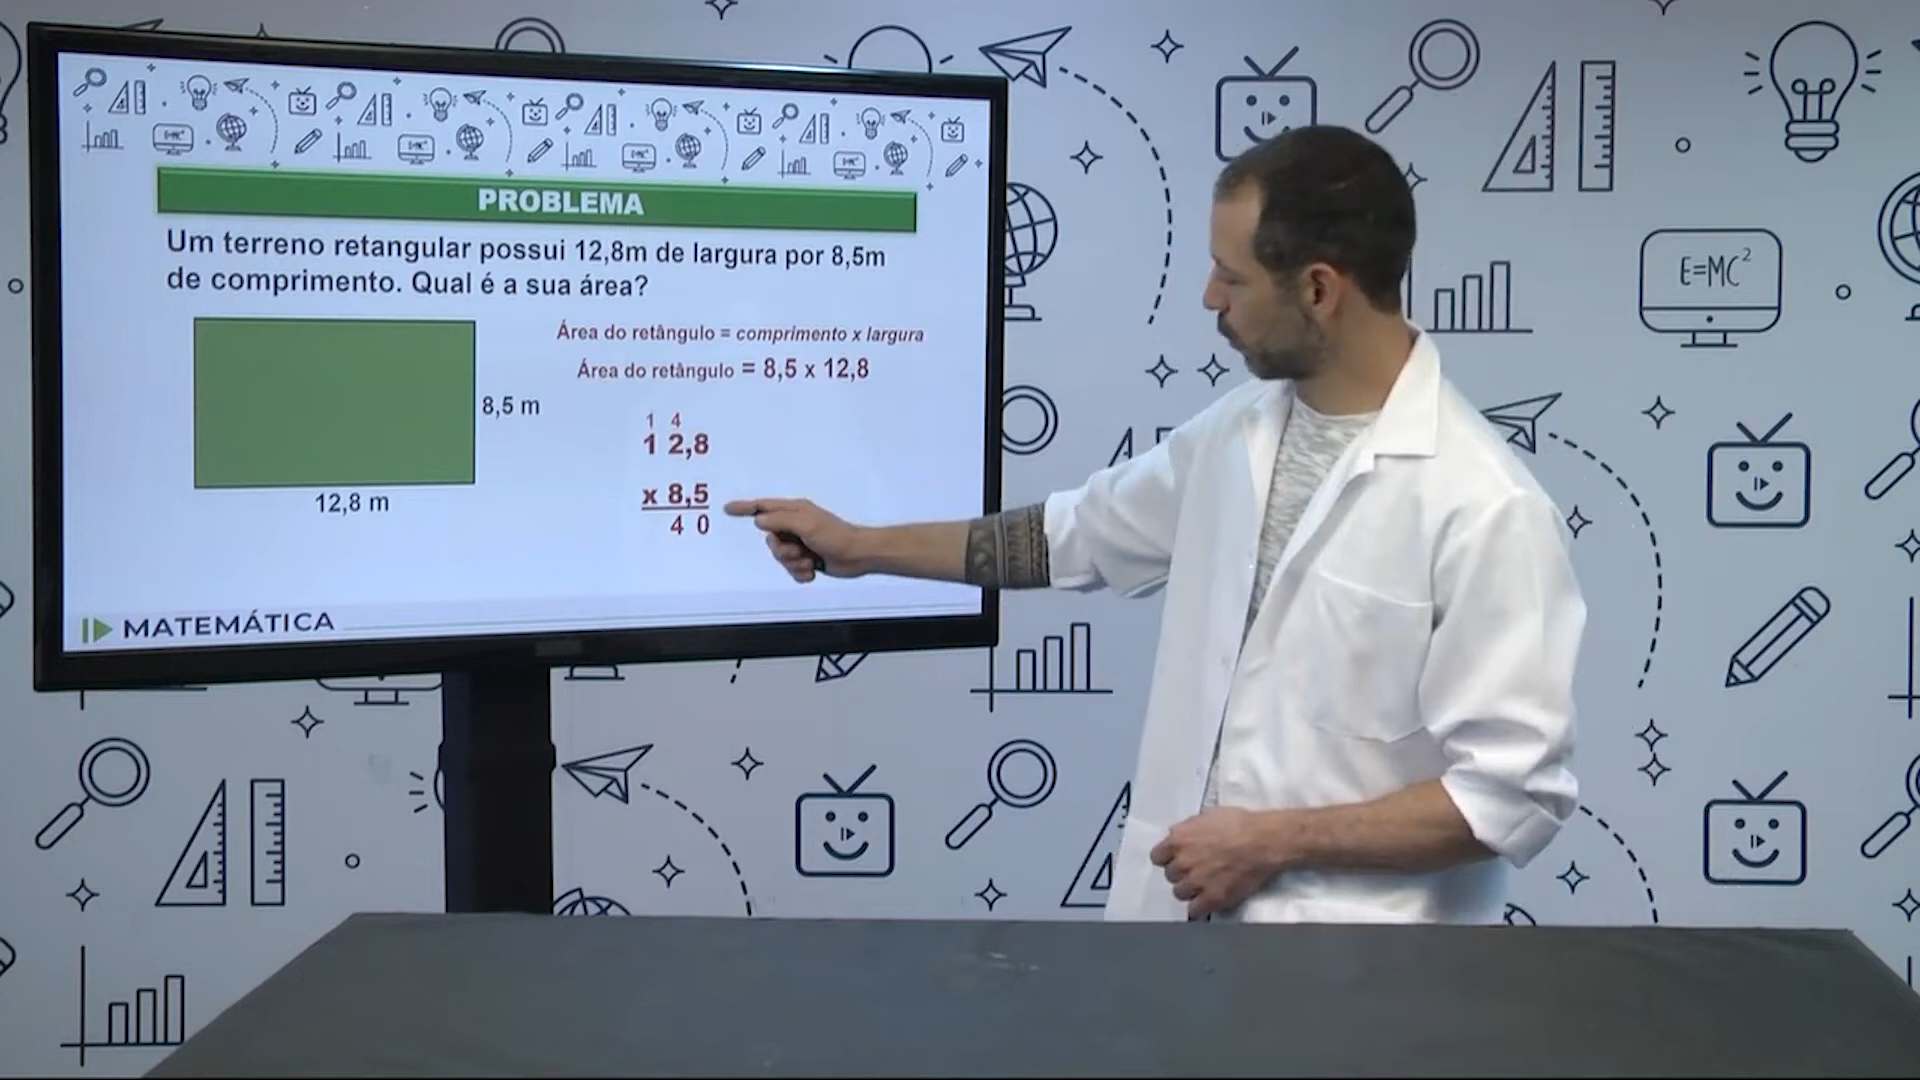 PROBLEMA
Um terreno retangular possui 12,8m de largura por 8,5m
de comprimento. Qual é a sua área?
Área do retângulo = comprimento x largura
Área do retângulo = 8,5 x 12,8
8,5 m
12,8 m
1 4
1 2,8
x 8,5
4 0
MATEMÁTICA
E=MC²